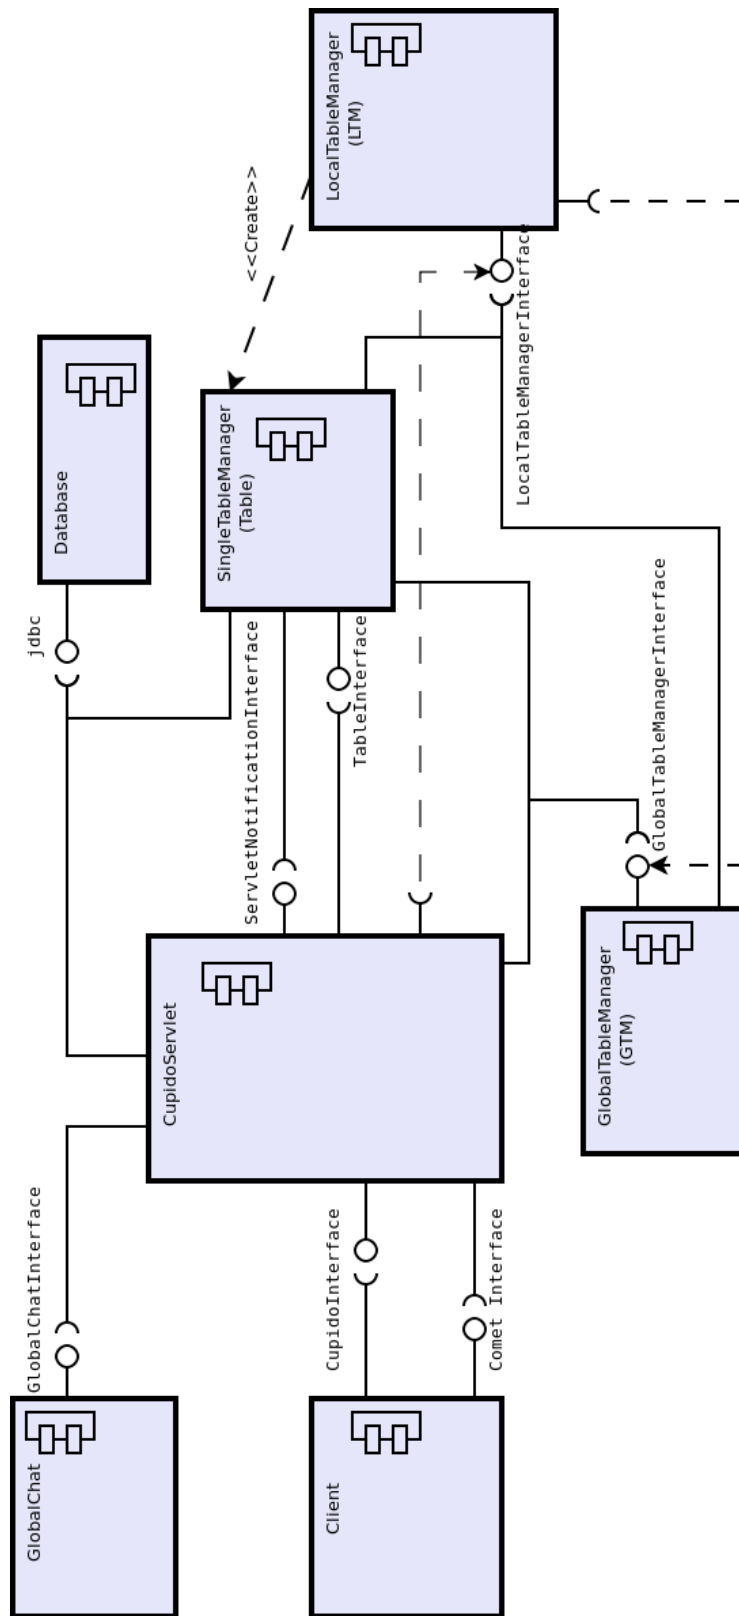 GlobalChat
GlobalChatInterface
jdbc
Database
CupidoServlet
ServletNotificationInterface
SingleTableManager
(Table)
<<Create>>
Client
CupidoInterface
TableInterface
LocalTableManager
(LTM)
Comet Interface
LocalTableManagerInterface
GlobalTableManager
(GTM)
GlobalTableManagerInterface